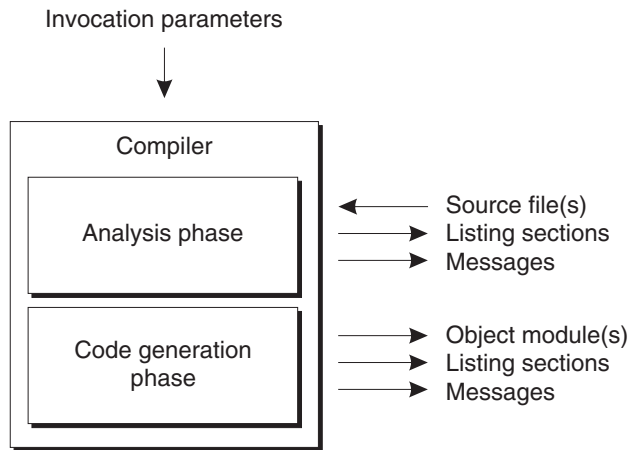 Invocation parameters
Compiler
Analysis phase
Source file(s)
Listing sections
Messages
Code generation
phase
Object module(s)
Listing sections
Messages